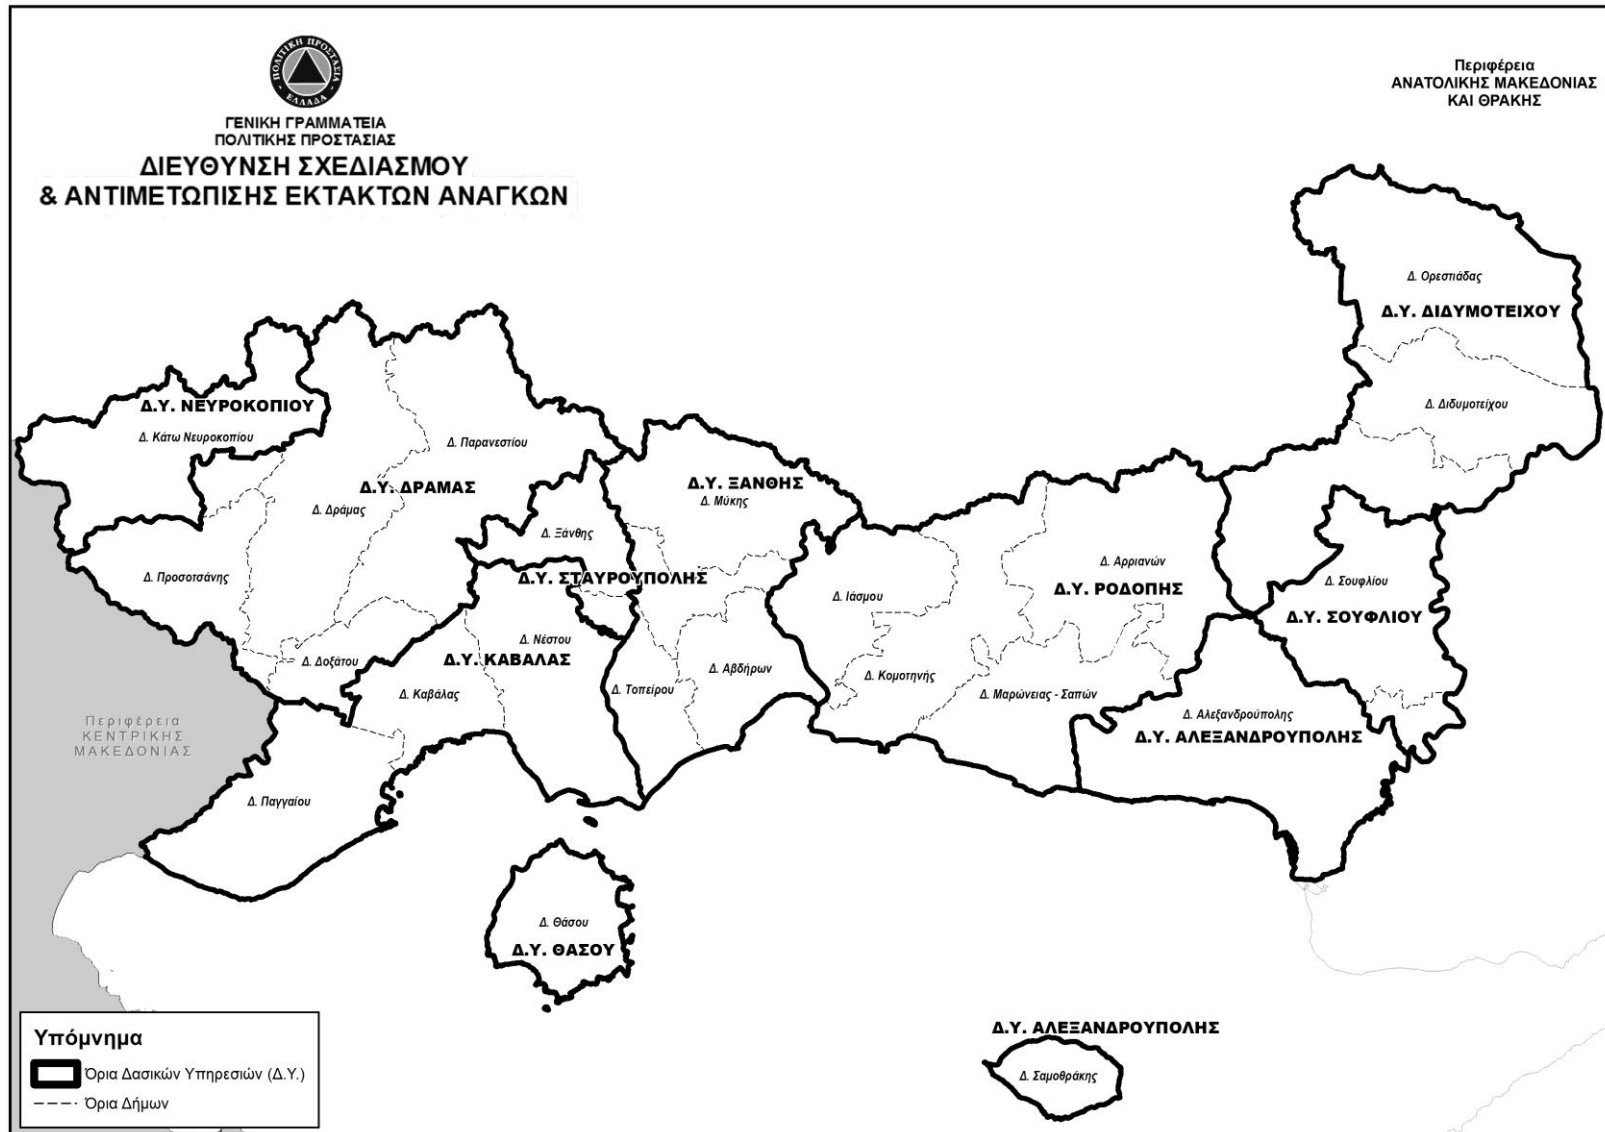 ΠΟΛΙΤΙΚΗ ΠΡΟΣΤΑΣΙΑ
ΕΛΛΑΔΑ
ΓΕΝΙΚΗ ΓΡΑΜΜΑΤΕΙΑ
ΠΟΛΙΤΙΚΗΣ ΠΡΟΣΤΑΣΙΑΣ
ΔΙΕΥΘΥΝΣΗ ΣΧΕΔΙΑΣΜΟΥ
& ΑΝΤΙΜΕΤΩΠΙΣΗΣ ΕΚΤΑΚΤΩΝ ΑΝΑΓΚΩΝ
Περιφέρεια
ΑΝΑΤΟΛΙΚΗΣ ΜΑΚΕΔΟΝΙΑΣ
ΚΑΙ ΘΡΑΚΗΣ
Δ. Ορεστιάδας
Δ.Υ. ΔΙΔΥΜΟΤΕΙΧΟΥ
Δ. Διδυμοτείχου
Δ.Υ. ΝΕΥΡΟΚΟΠΙΟΥ
Δ. Κάτω Νευροκοπίου
Δ. Παρανεστίου
Δ.Υ. ΔΡΑΜΑΣ
Δ. Δράμας
Δ.Υ. ΞΑΝΘΗΣ
Δ. Μύκης
Δ. Ξάνθης
Δ.Υ. ΣΤΑΥΡΟΥΠΟΛΗΣ
Δ. Προσοτσάνης
Δ. Αρριανών
Δ.Υ. ΡΟΔΟΠΗΣ
Δ. Ιάσμου
Δ. Σουφλίου
Δ.Υ. ΣΟΥΦΛΙΟΥ
Δ. Νέστου
Δ.Υ. ΚΑΒΑΛΑΣ
Δ. Δοξάτου
Δ. Καβάλας
Δ. Τοπείρου
Δ. Αβδήρων
Δ. Κομοτηνής
Δ. Μαρώνειας - Σαπών
Δ. Αλεξανδρούπολης
Δ.Υ. ΑΛΕΞΑΝΔΡΟΥΠΟΛΗΣ
Περιφέρεια
ΚΕΝΤΡΙΚΗΣ
ΜΑΚΕΔΟΝΙΑΣ
Δ. Παγγαίου
Δ. Θάσου
Δ.Υ. ΘΑΣΟΥ
Δ.Υ. ΑΛΕΞΑΝΔΡΟΥΠΟΛΗΣ
Δ. Σαμοθράκης
Υπόμνημα
Όρια Δασικών Υπηρεσιών (Δ.Υ.)
Όρια Δήμων